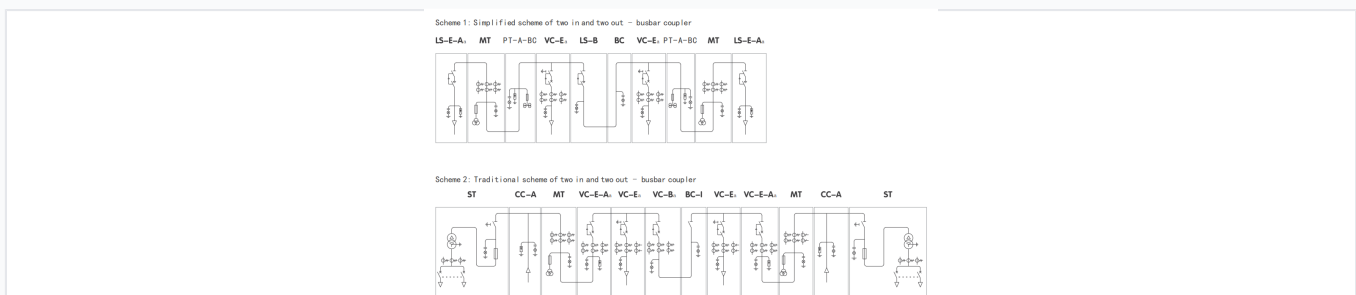 Scheme 1: Simplified scheme of two in and two out - busbar coupler
LS-E-A MT PT-A-BC VC-E LS-B BC VC-E PT-A-BC MT LS-E-A
Scheme 2: Traditional scheme of two in and two out - busbar coupler
ST CC-A MT VC-E-A VC-E VC-B BC-I VC-E VC-E-A MT CC-A ST